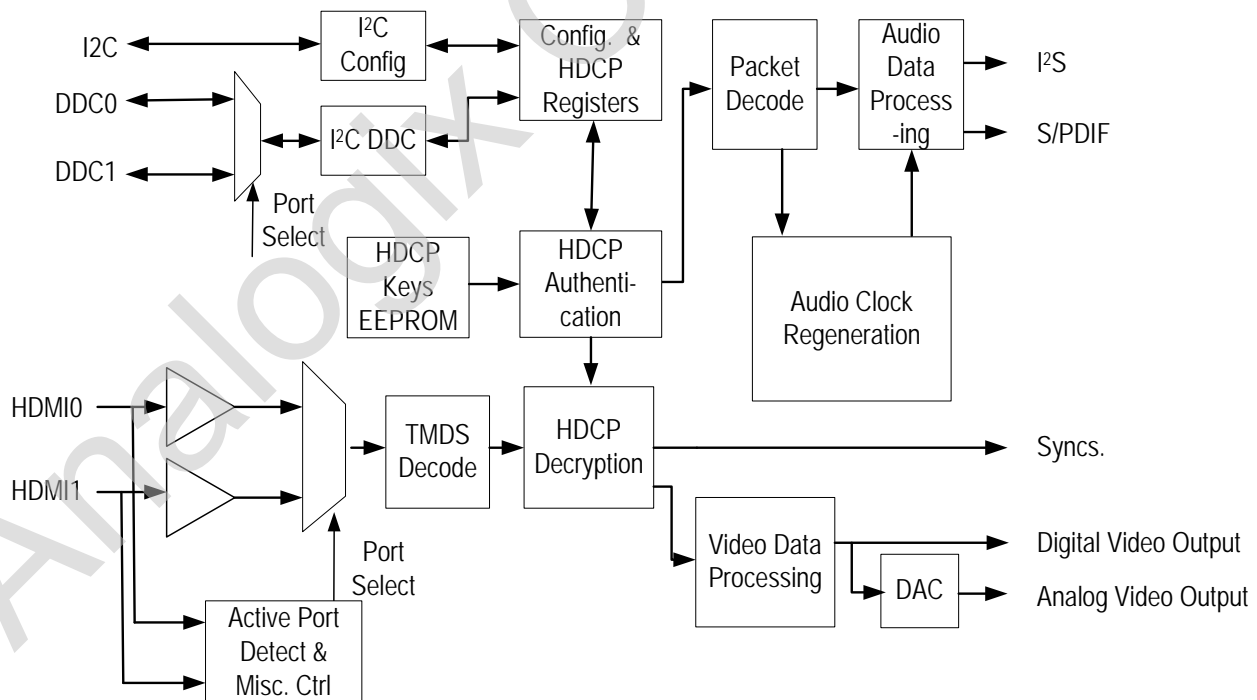 I2C
DDC0
DDC1
I²C
Config
I²C DDC
Port
Select
Config. &
HDCP
Registers
HDCP
Keys
EEPROM
HDCP
Authenti-
cation
Packet
Decode
Audio
Data
Process
-ing
I²S
S/PDIF
Audio Clock
Regeneration
HDMI0
HDMI1
TMDS
Decode
HDCP
Decryption
Syncs.
Port
Select
Active Port
Detect &
Misc. Ctrl
Video Data
Processing
DAC
Digital Video Output
Analog Video Output
Analogix C